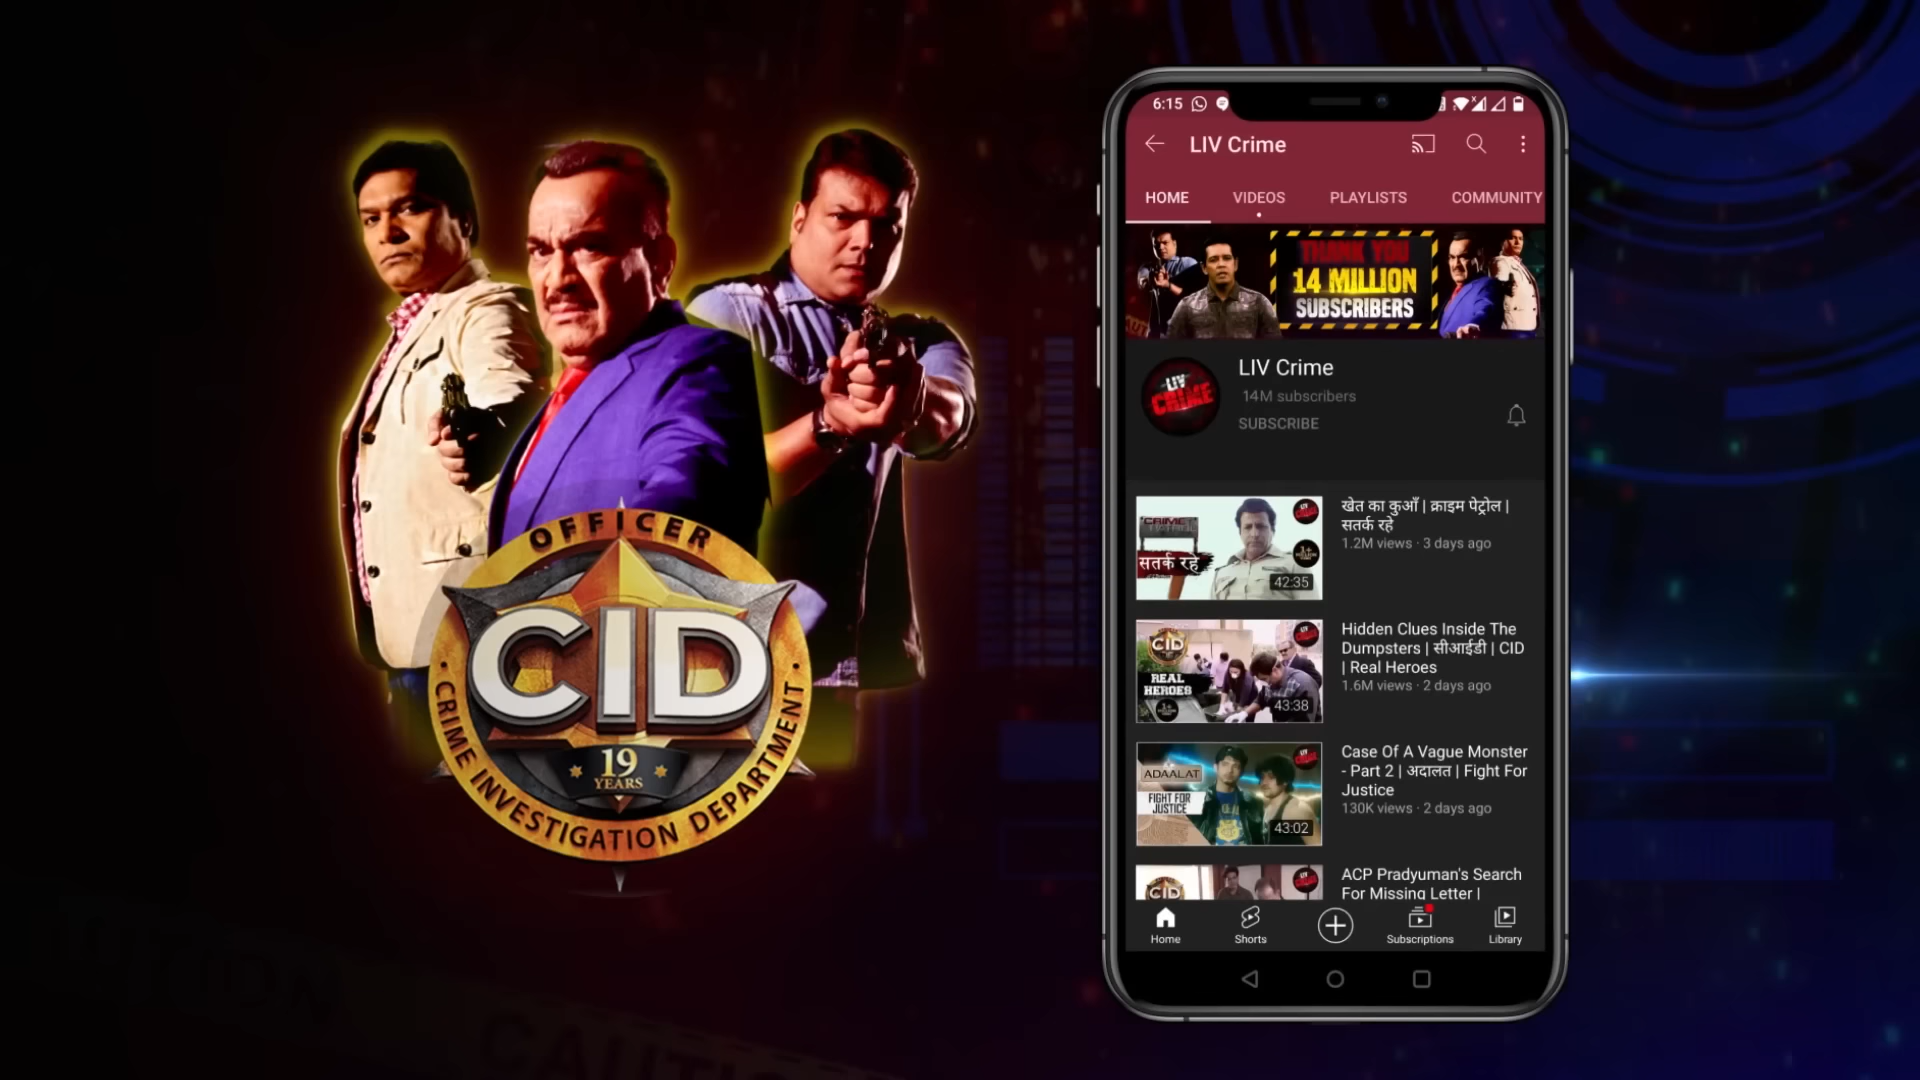 OFFICER
CID
19
YEARS
CRIME INVESTIGATION DEPARTMENT
6:15
LIV Crime
HOME VIDEOS PLAYLISTS COMMUNITY
THANK YOU
14 MILLION
SUBSCRIBERS
LIV
CRIME
LIV Crime
14M subscribers
SUBSCRIBE
CRIME
सतर्क रहे
42:35
खेत का कुआँ | क्राइम पेट्रोल |
सतर्क रहे
1.2M views · 3 days ago
CID
REAL
HEROES
43:38
Hidden Clues Inside The
Dumpsters | सीआईडी | CID
| Real Heroes
1.6M views · 2 days ago
ADAALAT
FIGHT FOR
JUSTICE
43:02
Case Of A Vague Monster
- Part 2 | अदालत | Fight For
Justice
130K views · 2 days ago
CID
ACP Pradyuman's Search
For Missing Letter |
Home Shorts Subscriptions Library
CAUTION